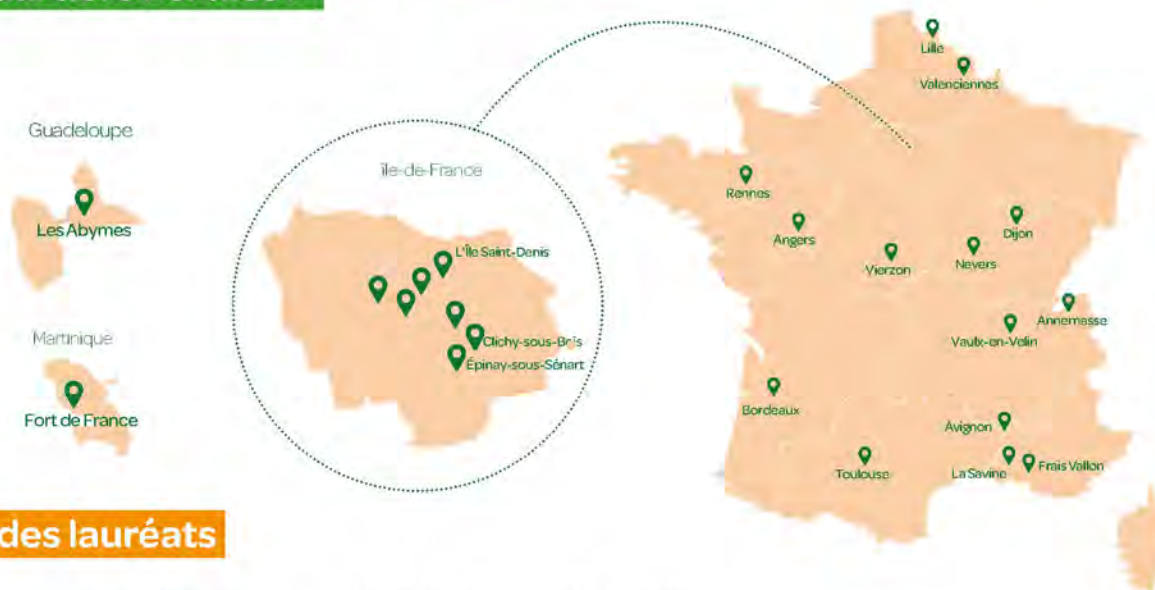 Guadeloupe
Les Abymes
Martinique
Fort de France
île-de-France
L'Île Saint-Denis
Clichy-sous-Bois
Épinay-sous-Sénart
Lille
Valenciennes
Rennes
Angers
Vierzon
Nevers
Dijon
Annemasse
Vaulx-en-Velin
Bordeaux
Avignon
Toulouse
La Savine
Frais Vallon
des lauréats